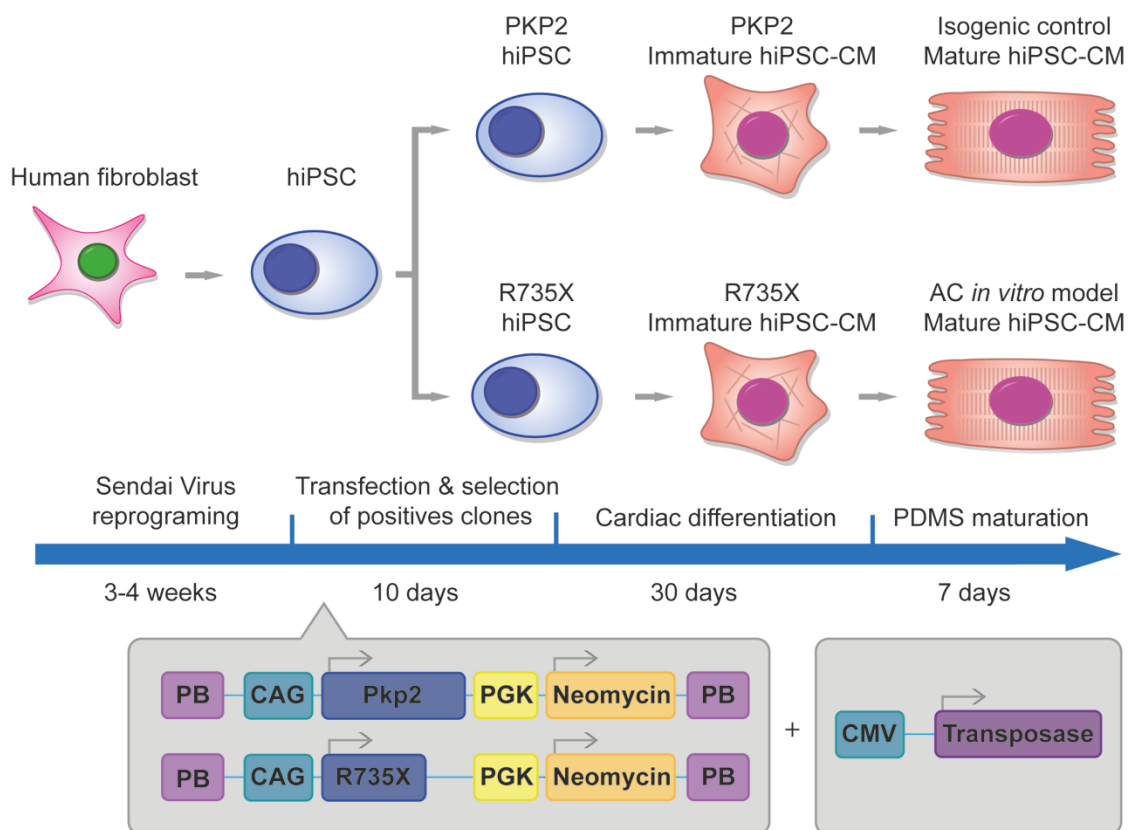 PKP2
hiPSC
PKP2
Immature hiPSC-CM
Isogenic control
Mature hiPSC-CM
Human fibroblast
hiPSC
R735X
hiPSC
R735X
Immature hiPSC-CM
AC in vitro model
Mature hiPSC-CM
Sendai Virus
reprograming
Transfection & selection
of positives clones
Cardiac differentiation
PDMS maturation
3-4 weeks
10 days
30 days
7 days
PB CAG Pkp2 PGK Neomycin PB
+
CMV Transposase
PB CAG R735X PGK Neomycin PB